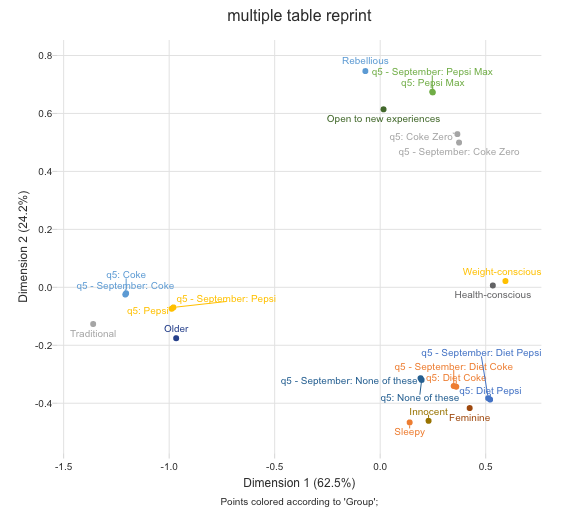 multiple table reprint
0.8
Rebellious
q5 - September: Pepsi Max
q5: Pepsi Max
0.6
Open to new experiences
q5: Coke Zero
q5 - September: Coke Zero
0.4
Dimension 2 (24.2%)
0.2
q5: Coke
Weight-conscious
q5 - September: Coke
0.0
Health-conscious
q5 - September: Pepsi
q5: Pepsi
Older
Traditional
-0.2
q5 - September: Diet Pepsi
q5 - September: Diet Coke
q5 - September: None of these
q5: Diet Coke
q5: Diet Pepsi
q5: None of these
-0.4
Innocent
Feminine
Sleepy
-1.5 -1.0 -0.5 0.0 0.5
Dimension 1 (62.5%)
Points colored according to 'Group';